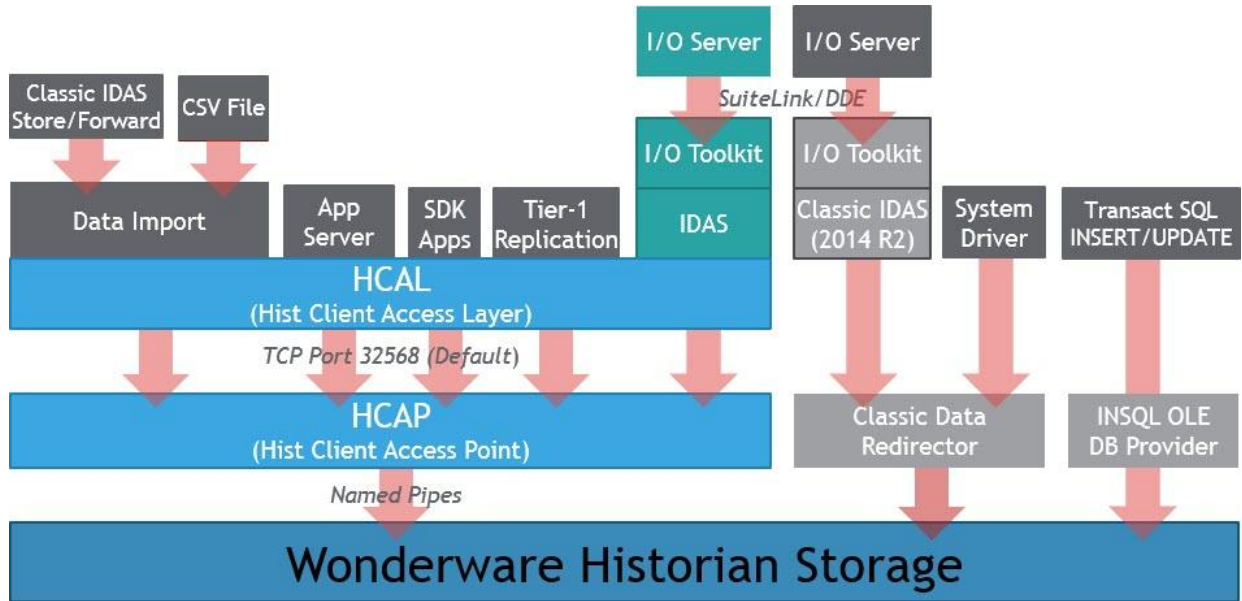 I/O Server
I/O Server
SuiteLink/DDE
Classic IDAS
Store/Forward
CSV File
I/O Toolkit
I/O Toolkit
Data Import
App
Server
SDK
Apps
Tier-1
Replication
IDAS
Classic IDAS
(2014 R2)
System
Driver
Transact SQL
INSERT/UPDATE
HCAL
(Hist Client Access Layer)
TCP Port 32568 (Default)
HCAP
(Hist Client Access Point)
Classic Data
Redirector
INSQL OLE
DB Provider
Named Pipes
Wonderware Historian Storage